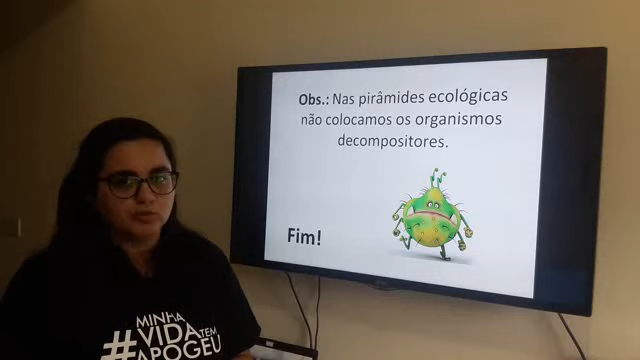 Obs.: Nas pirâmides ecológicas
não colocamos os organismos
decompositores.
Fim!
MINHA
#VIDA TEM
APOGEU